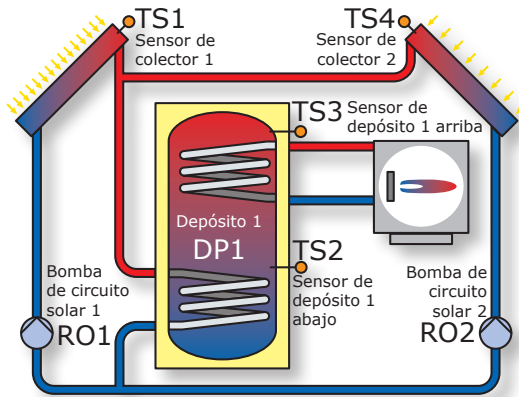 TS1
Sensor de
colector 1
TS4
Sensor de
colector 2
TS3
Sensor de
depósito 1 arriba
Depósito 1
DP1
TS2
Sensor de
depósito 1
abajo
Bomba
de circuito
solar 1
RO1
Bomba
de circuito
solar 2
RO2